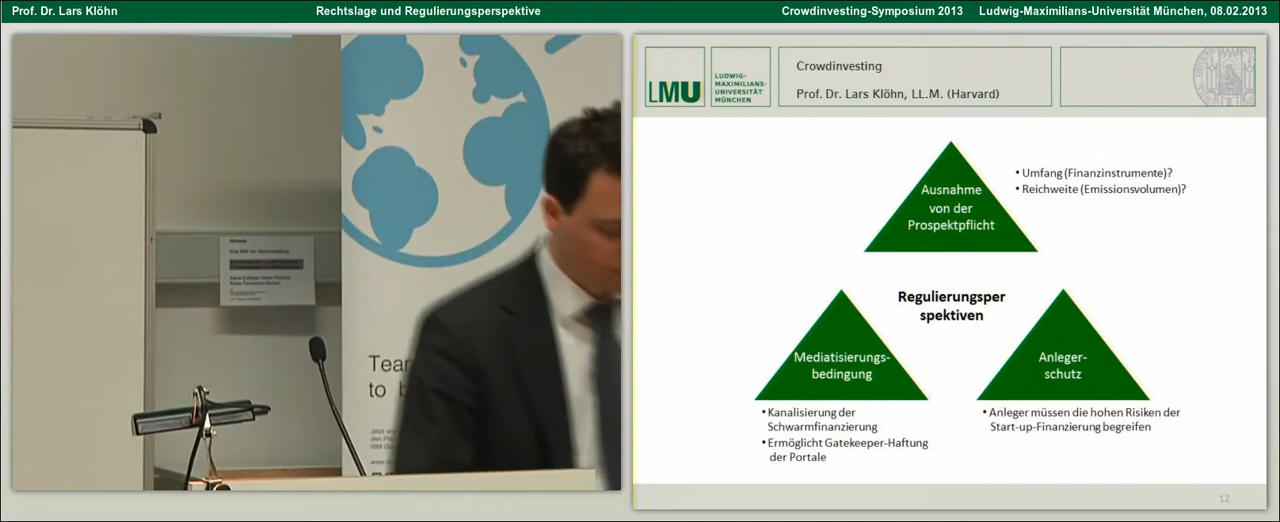 Prof. Dr. Lars Klöhn
Rechtslage und Regulierungsperspektive
Crowdinvesting-Symposium 2013
Ludwig-Maximilians-Universität München, 08.02.2013
Hinweis
Team
to b
LMU
LUDWIG-
MAXIMILIANS-
UNIVERSITÄT
MÜNCHEN
Crowdinvesting
Prof. Dr. Lars Klöhn, LL.M. (Harvard)
Ausnahme
von der
Prospektpflicht
• Umfang (Finanzinstrumente)?
• Reichweite (Emissionsvolumen)?
Regulierungsper
spektiven
Mediatisierungs-
bedingung
• Kanalisierung der
Schwarmfinanzierung
• Ermöglicht Gatekeeper-Haftung
der Portale
Anleger-
schutz
• Anleger müssen die hohen Risiken der
Start-up-Finanzierung begreifen
12